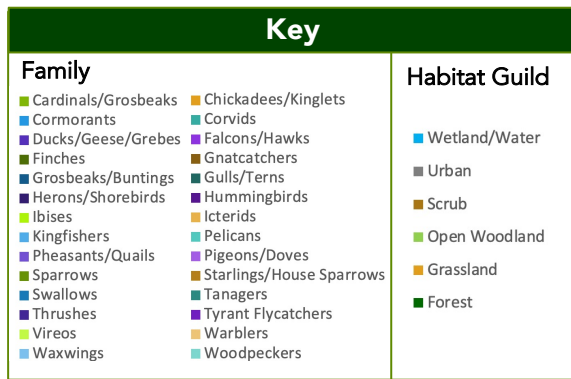 Key
Family
Cardinals/Grosbeaks
Cormorants
Ducks/Geese/Grebes
Finches
Grosbeaks/Buntings
Herons/Shorebirds
Ibises
Kingfishers
Pheasants/Quails
Sparrows
Swallows
Thrushes
Vireos
Waxwings
Chickadees/Kinglets
Corvids
Falcons/Hawks
Gnatcatchers
Gulls/Terns
Hummingbirds
Icterids
Pelicans
Pigeons/Doves
Starlings/House Sparrows
Tanagers
Tyrant Flycatchers
Warblers
Woodpeckers
Habitat Guild
Wetland/Water
Urban
Scrub
Open Woodland
Grassland
Forest